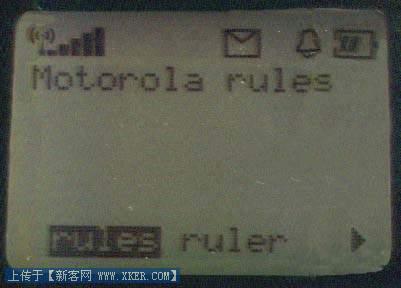 Motorola rules
rules ruler
上传于【新客网 www.XKER.com】